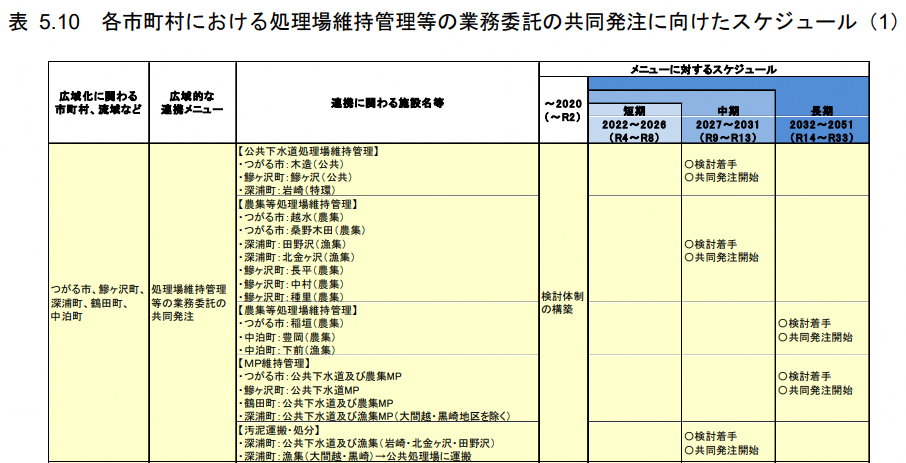 表 5.10 各市町村における処理場維持管理等の業務委託の共同発注に向けたスケジュール（1）
広域化に関わる
市町村、流域など
広域的な
連携メニュー
連携に関わる施設名等
メニューに対するスケジュール
～2020
（～R2）
短期
2022～2026
（R4～R8）
中期
2027～2031
（R9～R13）
長期
2032～2051
（R14～R33）
つがる市、鰺ヶ沢町、
深浦町、鶴田町、
中泊町
処理場維持管理
等の業務委託の
共同発注
【公共下水道処理場維持管理】
・つがる市：木造（公共）
・鰺ヶ沢町：鰺ヶ沢（公共）
・深浦町：岩崎（特環）
○検討着手
○共同発注開始
【農集等処理場維持管理】
・つがる市：越水（農集）
・つがる市：桑野木田（農集）
・深浦町：田野沢（漁集）
・深浦町：北金ヶ沢（漁集）
・鰺ヶ沢町：長平（農集）
・鰺ヶ沢町：中村（農集）
・鰺ヶ沢町：種里（農集）
○検討着手
○共同発注開始
検討体制
の構築
【農集等処理場維持管理】
・つがる市：稲垣（農集）
・中泊町：豊岡（農集）
・中泊町：下前（漁集）
○検討着手
○共同発注開始
【MP維持管理】
・つがる市：公共下水道及び農集MP
・鰺ヶ沢町：公共下水道MP
・鶴田町：公共下水道及び農集MP
・深浦町：公共下水道及び漁集MP（大間越・黒崎地区を除く）
○検討着手
○共同発注開始
【汚泥運搬・処分】
・深浦町：公共下水道及び漁集（岩崎・北金ヶ沢・田野沢）
・深浦町：漁集（大間越・黒崎）→公共処理場に運搬
○検討着手
○共同発注開始